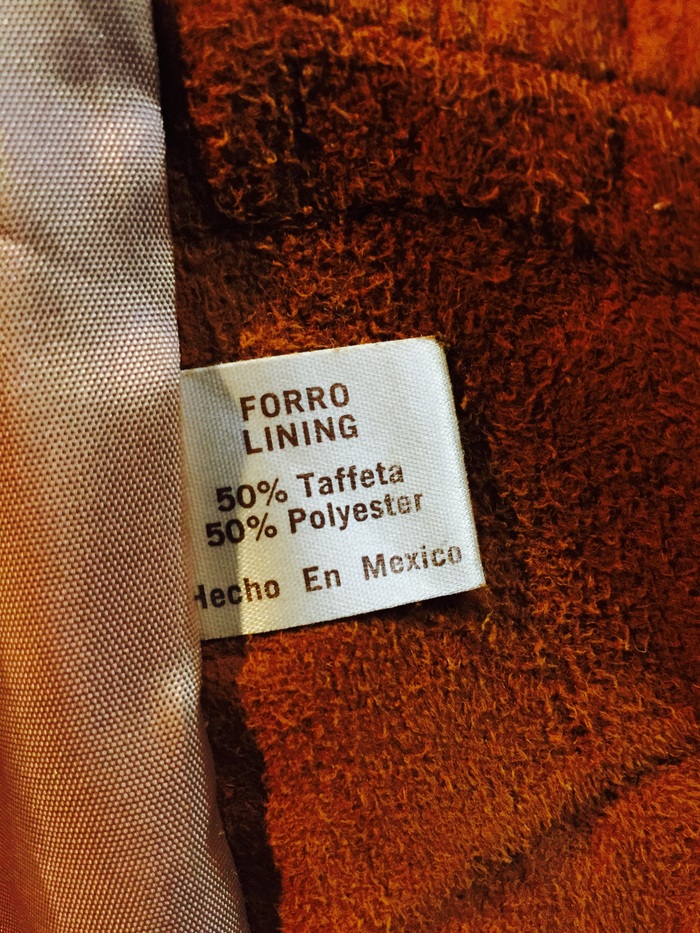 FORRO
LINING
50% Taffeta
50% Polyester
Hecho En Mexico